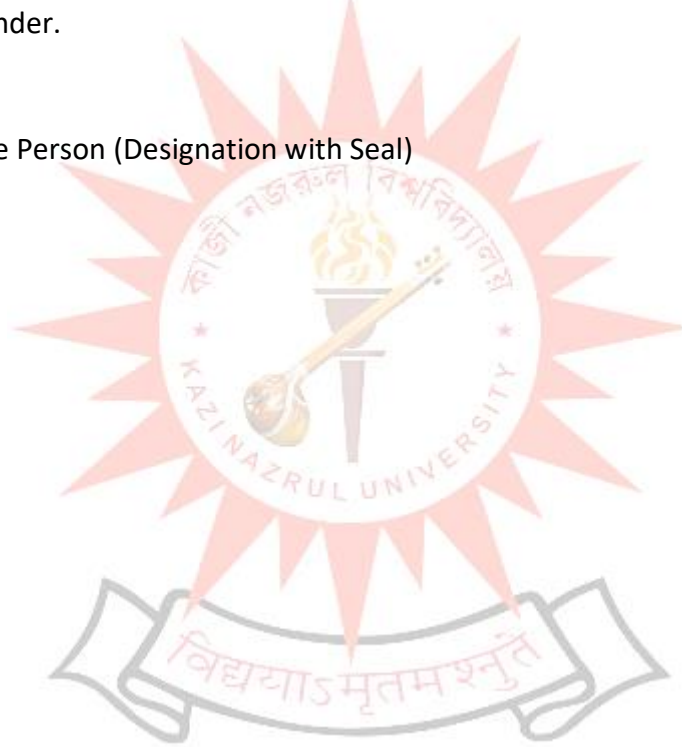 nder.
e Person (Designation with Seal)
কাজী নজরুল বিশ্ববিদ্যালয়
* KAZI NAZRUL UNIVERSITY *
विद्ययाऽमृतमश्नुते